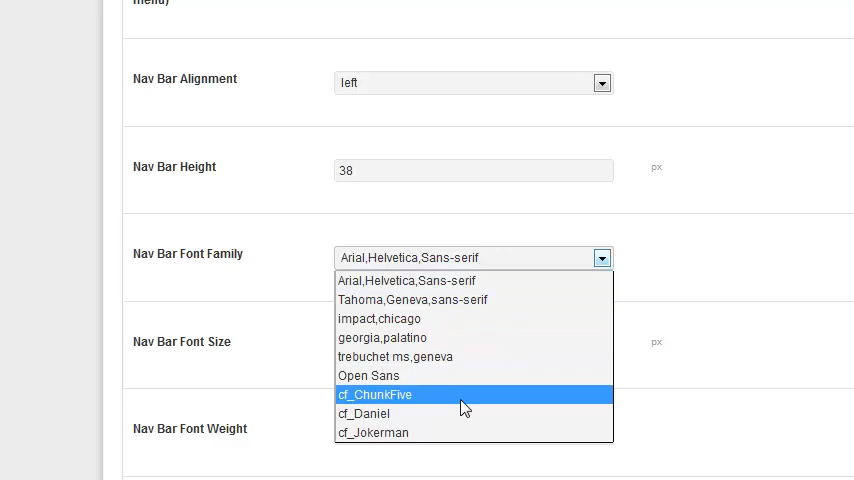 menu)
Nav Bar Alignment
left
Nav Bar Height
38
px
Nav Bar Font Family
Arial,Helvetica,Sans-serif
Arial,Helvetica,Sans-serif
Tahoma,Geneva,sans-serif
impact,chicago
georgia,palatino
trebuchet ms,geneva
Open Sans
cf_ChunkFive
cf_Daniel
cf_Jokerman
Nav Bar Font Size
px
Nav Bar Font Weight